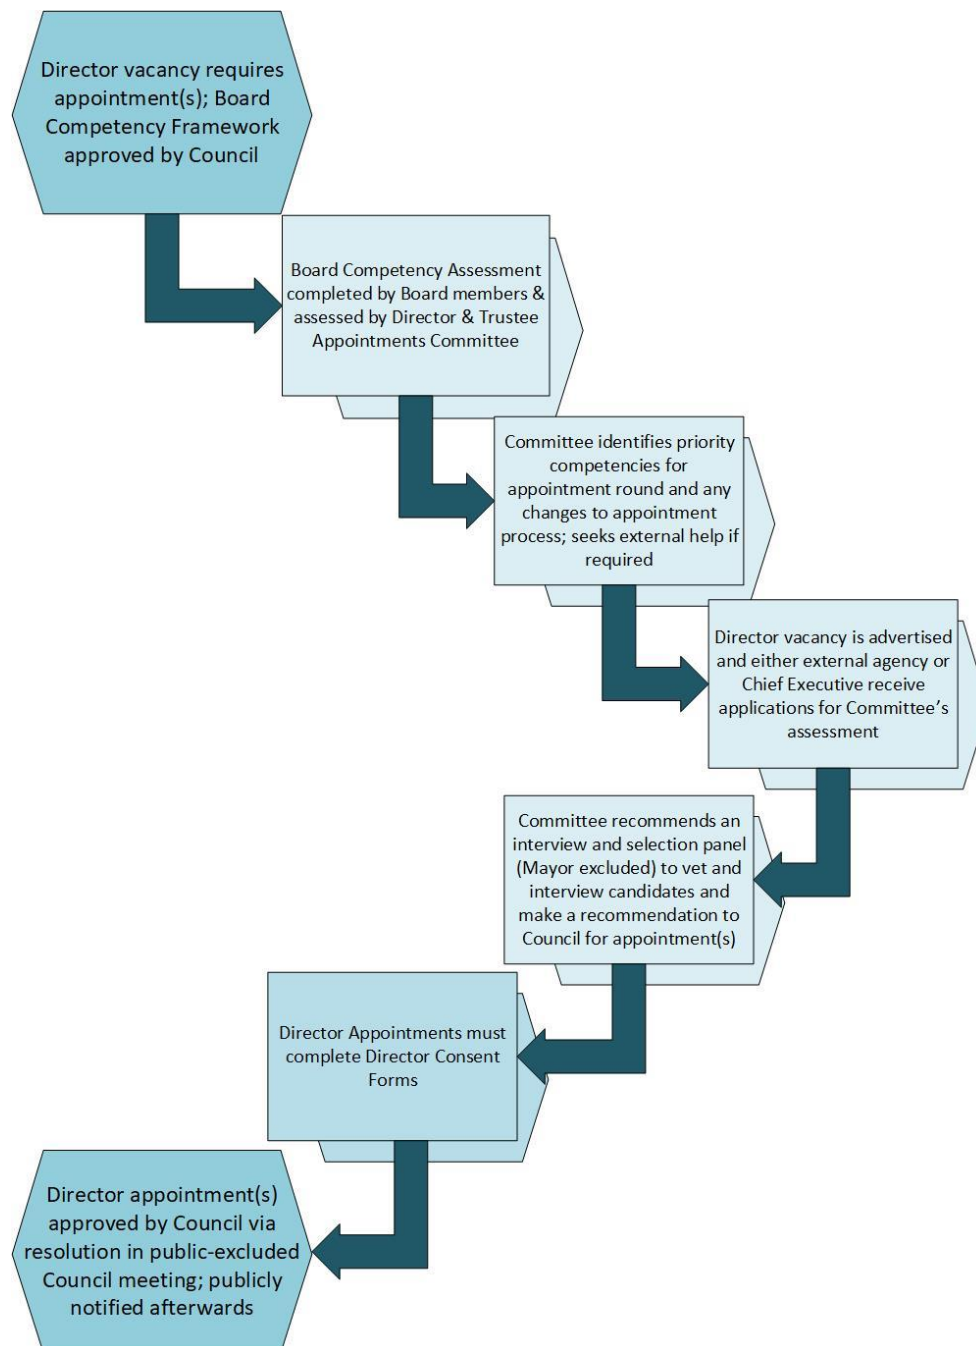 Director vacancy requires
appointment(s); Board
Competency Framework
approved by Council
Board Competency Assessment
completed by Board members &
assessed by Director & Trustee
Appointments Committee
Committee identifies priority
competencies for
appointment round and any
changes to appointment
process; seeks external help if
required
Director vacancy is advertised
and either external agency or
Chief Executive receive
applications for Committee's
assessment
Committee recommends an
interview and selection panel
(Mayor excluded) to vet and
interview candidates and
make a recommendation to
Council for appointment(s)
Director Appointments must
complete Director Consent
Forms
Director appointment(s)
approved by Council via
resolution in public-excluded
Council meeting; publicly
notified afterwards